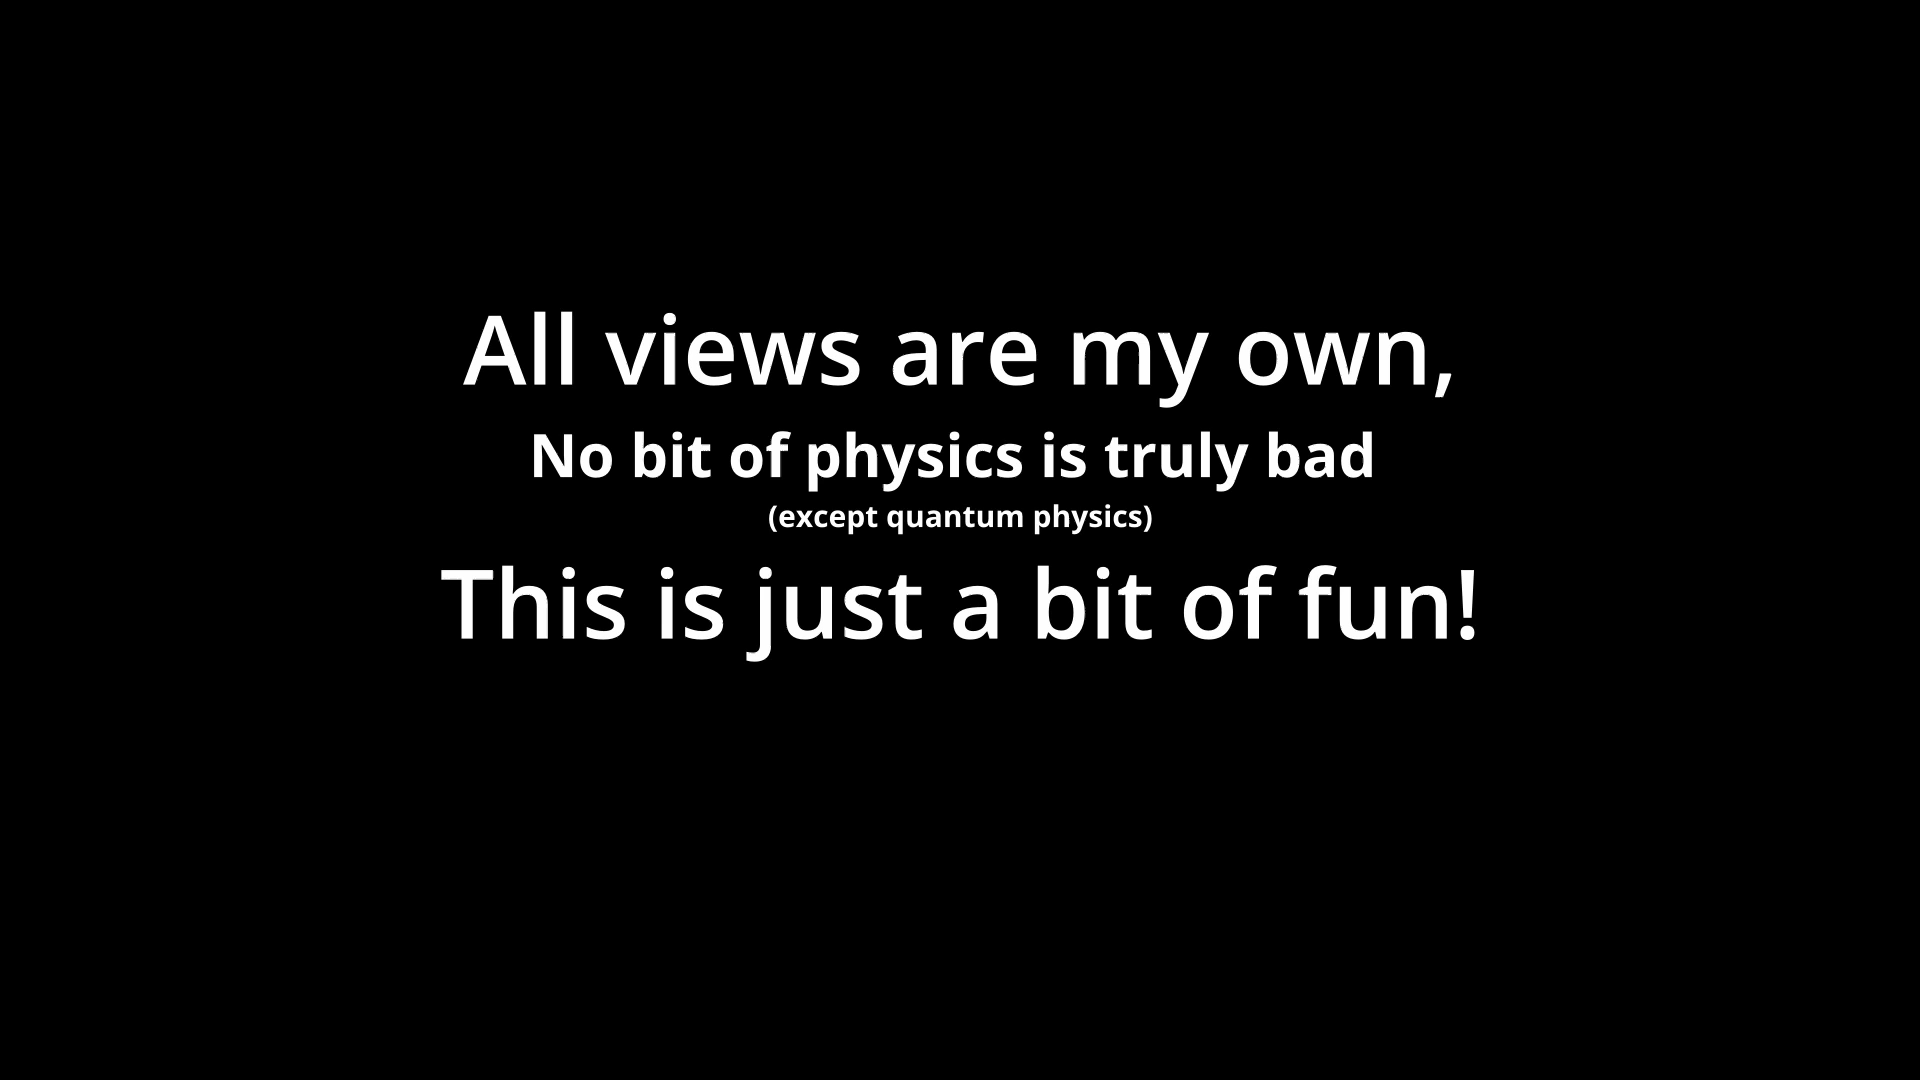 All views are my own,
No bit of physics is truly bad
(except quantum physics)
This is just a bit of fun!